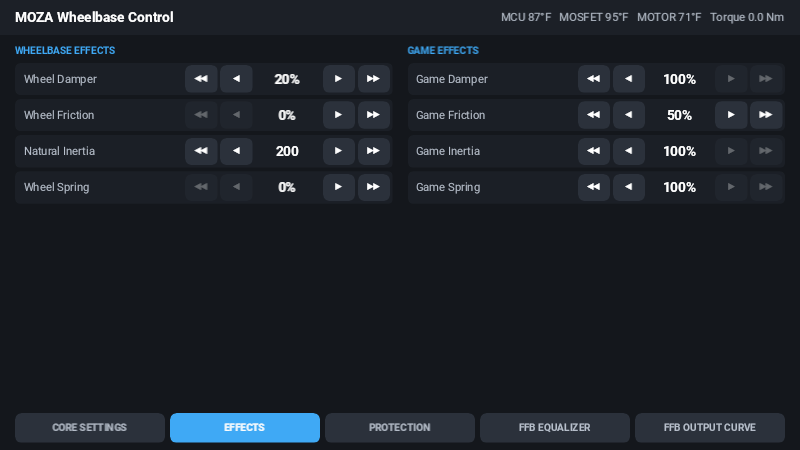 MOZA Wheelbase Control
MCU 87°F MOSFET 95°F MOTOR 71°F Torque 0.0 Nm
WHEELBASE EFFECTS
Wheel Damper 20%
Wheel Friction 0%
Natural Inertia 200
Wheel Spring 0%
GAME EFFECTS
Game Damper 100%
Game Friction 50%
Game Inertia 100%
Game Spring 100%
CORE SETTINGS EFFECTS PROTECTION FFB EQUALIZER FFB OUTPUT CURVE